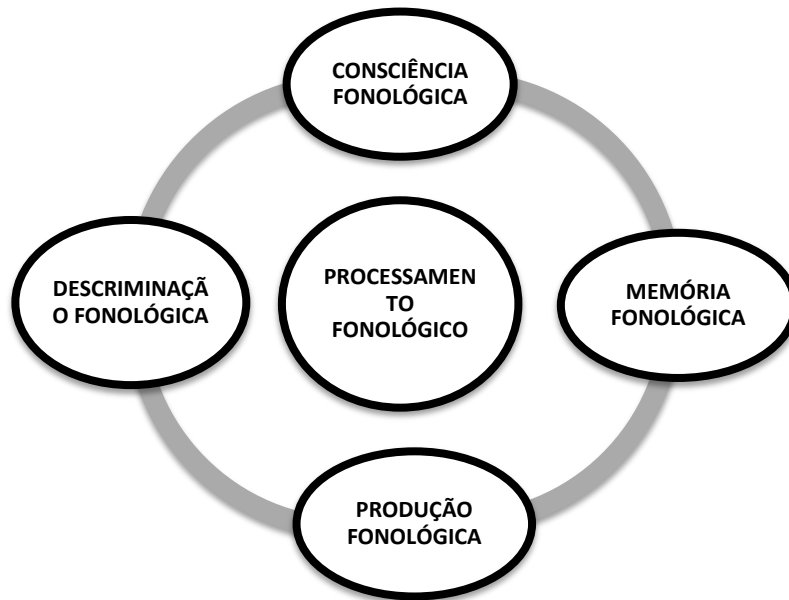 CONSCIÊNCIA
FONOLÓGICA
DESCRIMINAÇÃ
O FONOLÓGICA
PROCESSAMEN
TO
FONOLÓGICO
MEMÓRIA
FONOLÓGICA
PRODUÇÃO
FONOLÓGICA